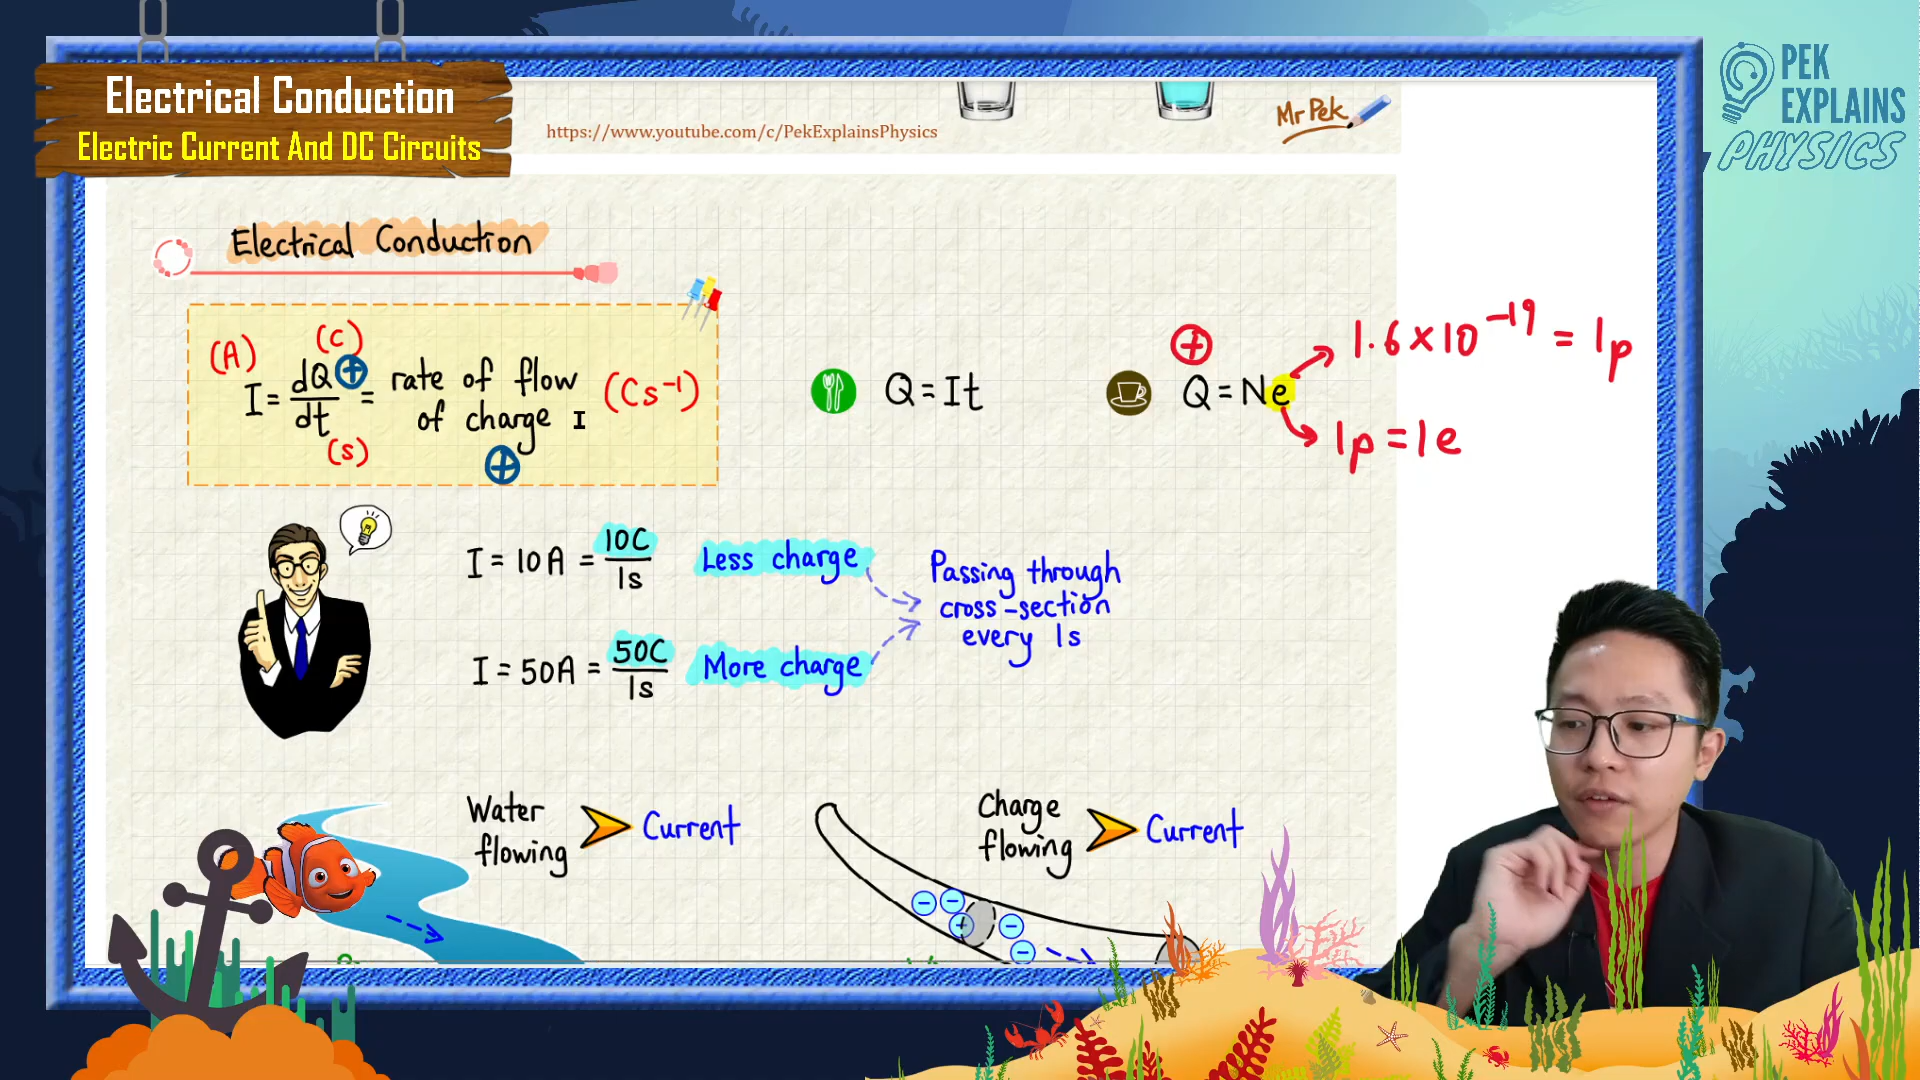 Electrical Conduction
Electric Current And DC Circuits
https://www.youtube.com/c/PekExplainsPhysics
Mr Pek
PEK
EXPLAINS
PHYSICS
Electrical Conduction
(A) (C)
I = dQ/dt = rate of flow of charge I (Cs⁻¹)
(s)
Q = It
Q = Ne
1.6 × 10⁻¹⁹ = 1p
1p = 1e
I = 10A = 10C/1s
Less charge
I = 50A = 50C/1s
More charge
Passing through
cross-section
every 1s
Water
flowing
Current
Charge
flowing
Current